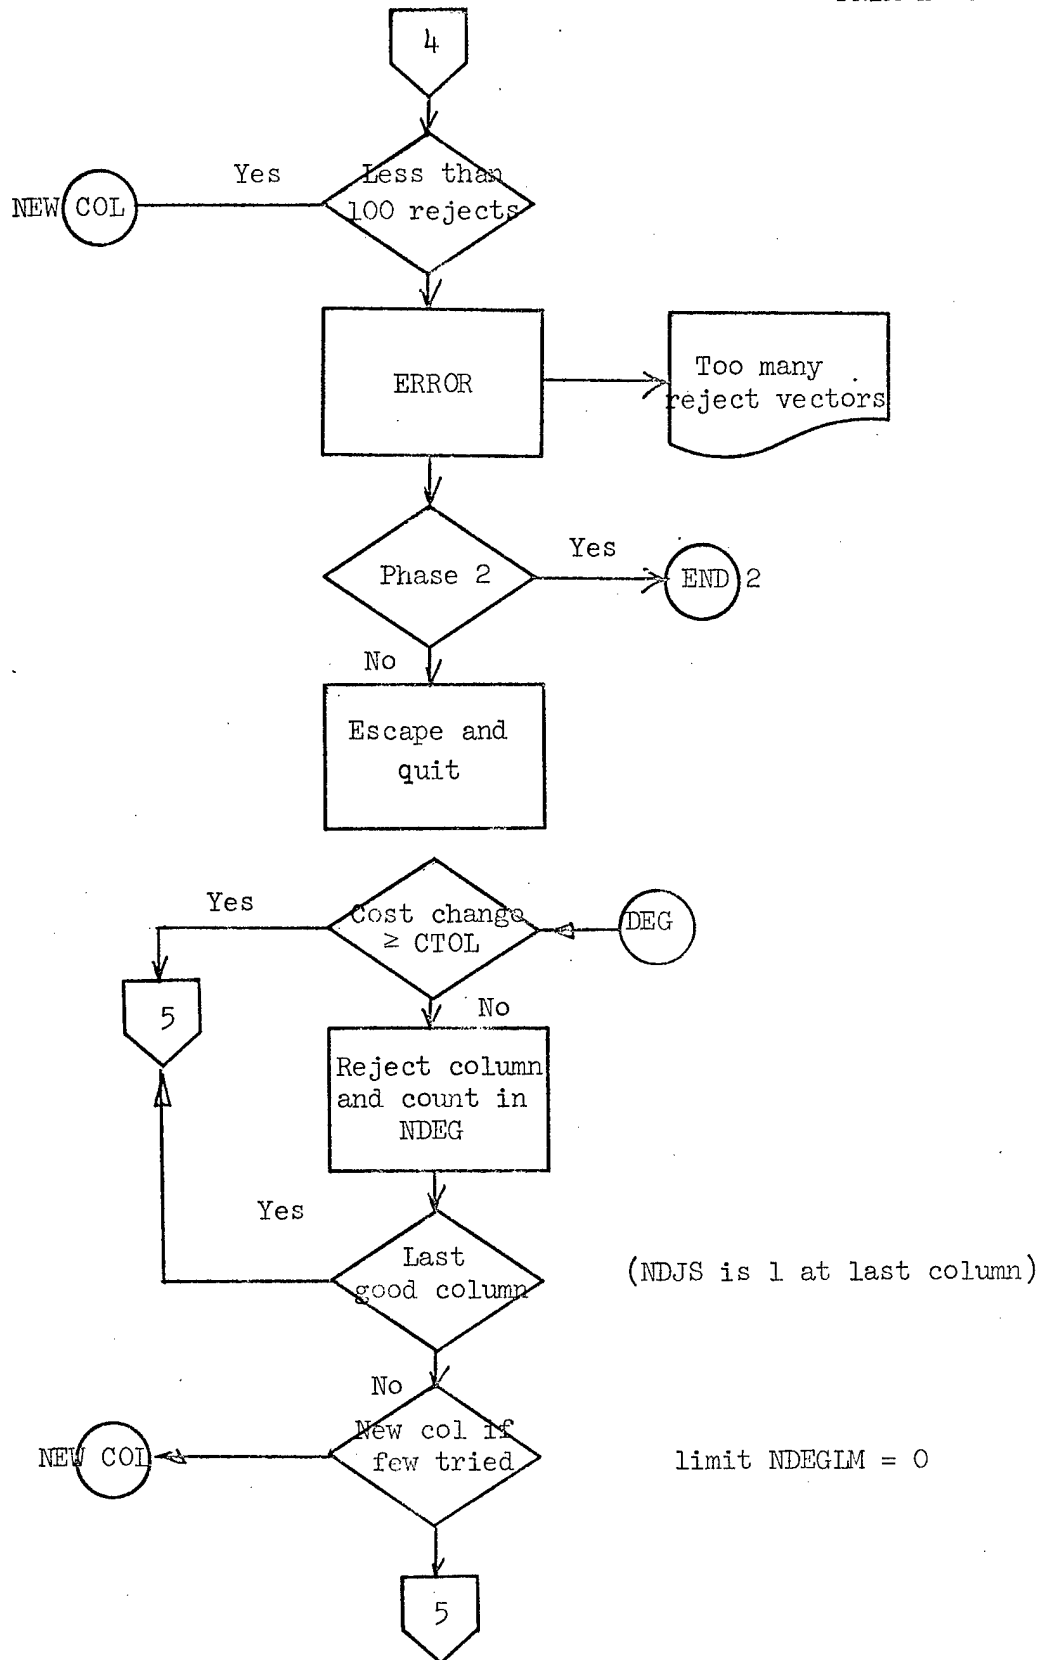 4
Yes
Less than
NEW COL
100 rejects
ERROR
Too many
reject vectors
Phase 2
Yes
END 2
No
Escape and
quit
Yes
Cost change
≥ CTOL
DEG
5
No
Reject column
and count in
NDEG
Yes
Last
good column
(NDJS is 1 at last column)
No
New col if
few tried
NEW COL
limit NDEGLM = 0
5